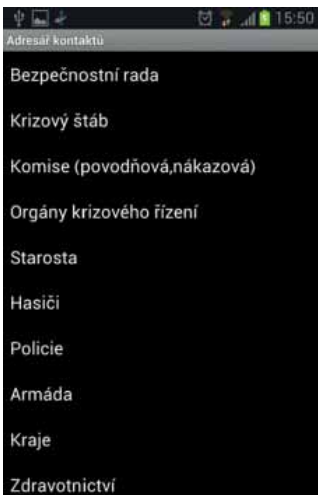 15:50
Adresář kontaktů
Bezpečnostní rada
Krizový štáb
Komise (povodňová,nákazová)
Orgány krizového řízení
Starosta
Hasiči
Policie
Armáda
Kraje
Zdravotnictví